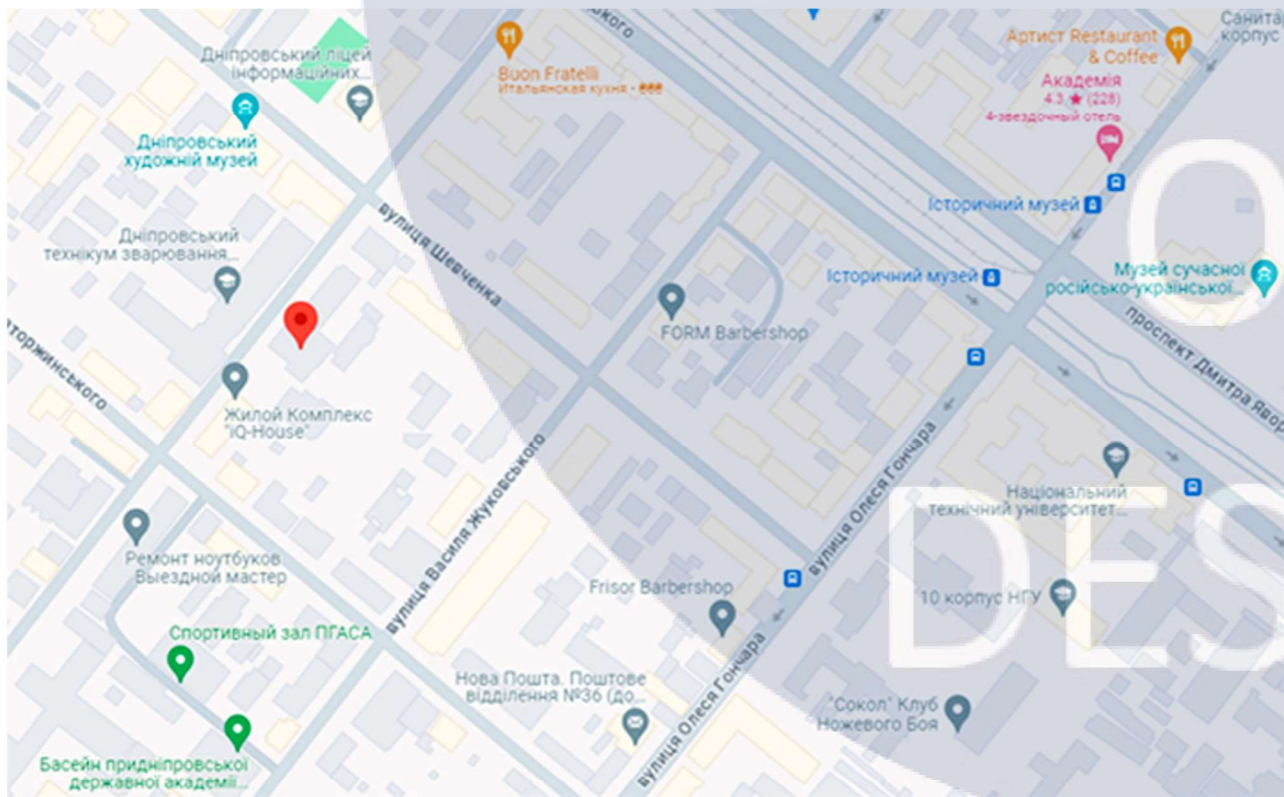 Дніпровський ліцей
інформаційних...
Buon Fratelli
Итальянская кухня · ₴₴₴
Артист Restaurant
& Coffee
Санитар
корпус
Академія
4.3 ★ (228)
4-звездочный отель
Дніпровський
художній музей
вулиця Шевченка
Історичний музей
Дніпровський
технікум зварювання...
Історичний музей
Музей сучасної
російсько-української...
FORM Barbershop
проспект Дмитра Явор
аторжинського
Жилой Комплекс
"iQ-House"
вулиця Василя Жуковського
вулиця Олеся Гончара
Національний
технічний університет...
Ремонт ноутбуков
Выездной мастер
Frisor Barbershop
10 корпус НГУ
DES
Спортивный зал ПГАСА
Нова Пошта. Поштове
відділення №36 (до...
"Сокол" Клуб
Ножевого Боя
вулиця Олеся Гончара
Басейн придніпровської
державної академії...